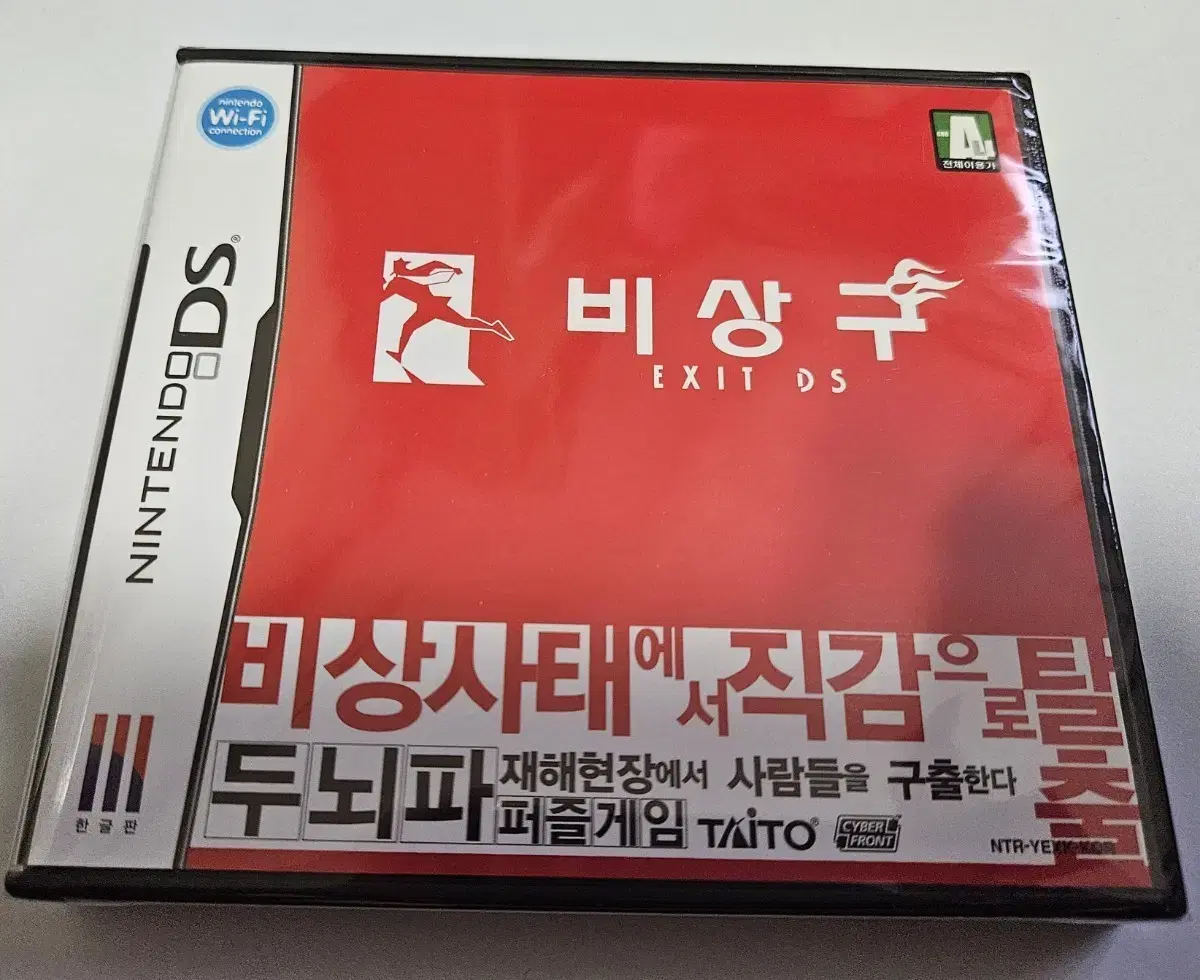 nintendo
Wi-Fi
connection
NINTENDO DS®
한글판
전체이용가
비상구
EXIT DS
비상사태에서 직감으로 탈출
두뇌파
재해현장에서 사람들을 구출한다
퍼즐게임
TAITO®
CYBER
FRONT